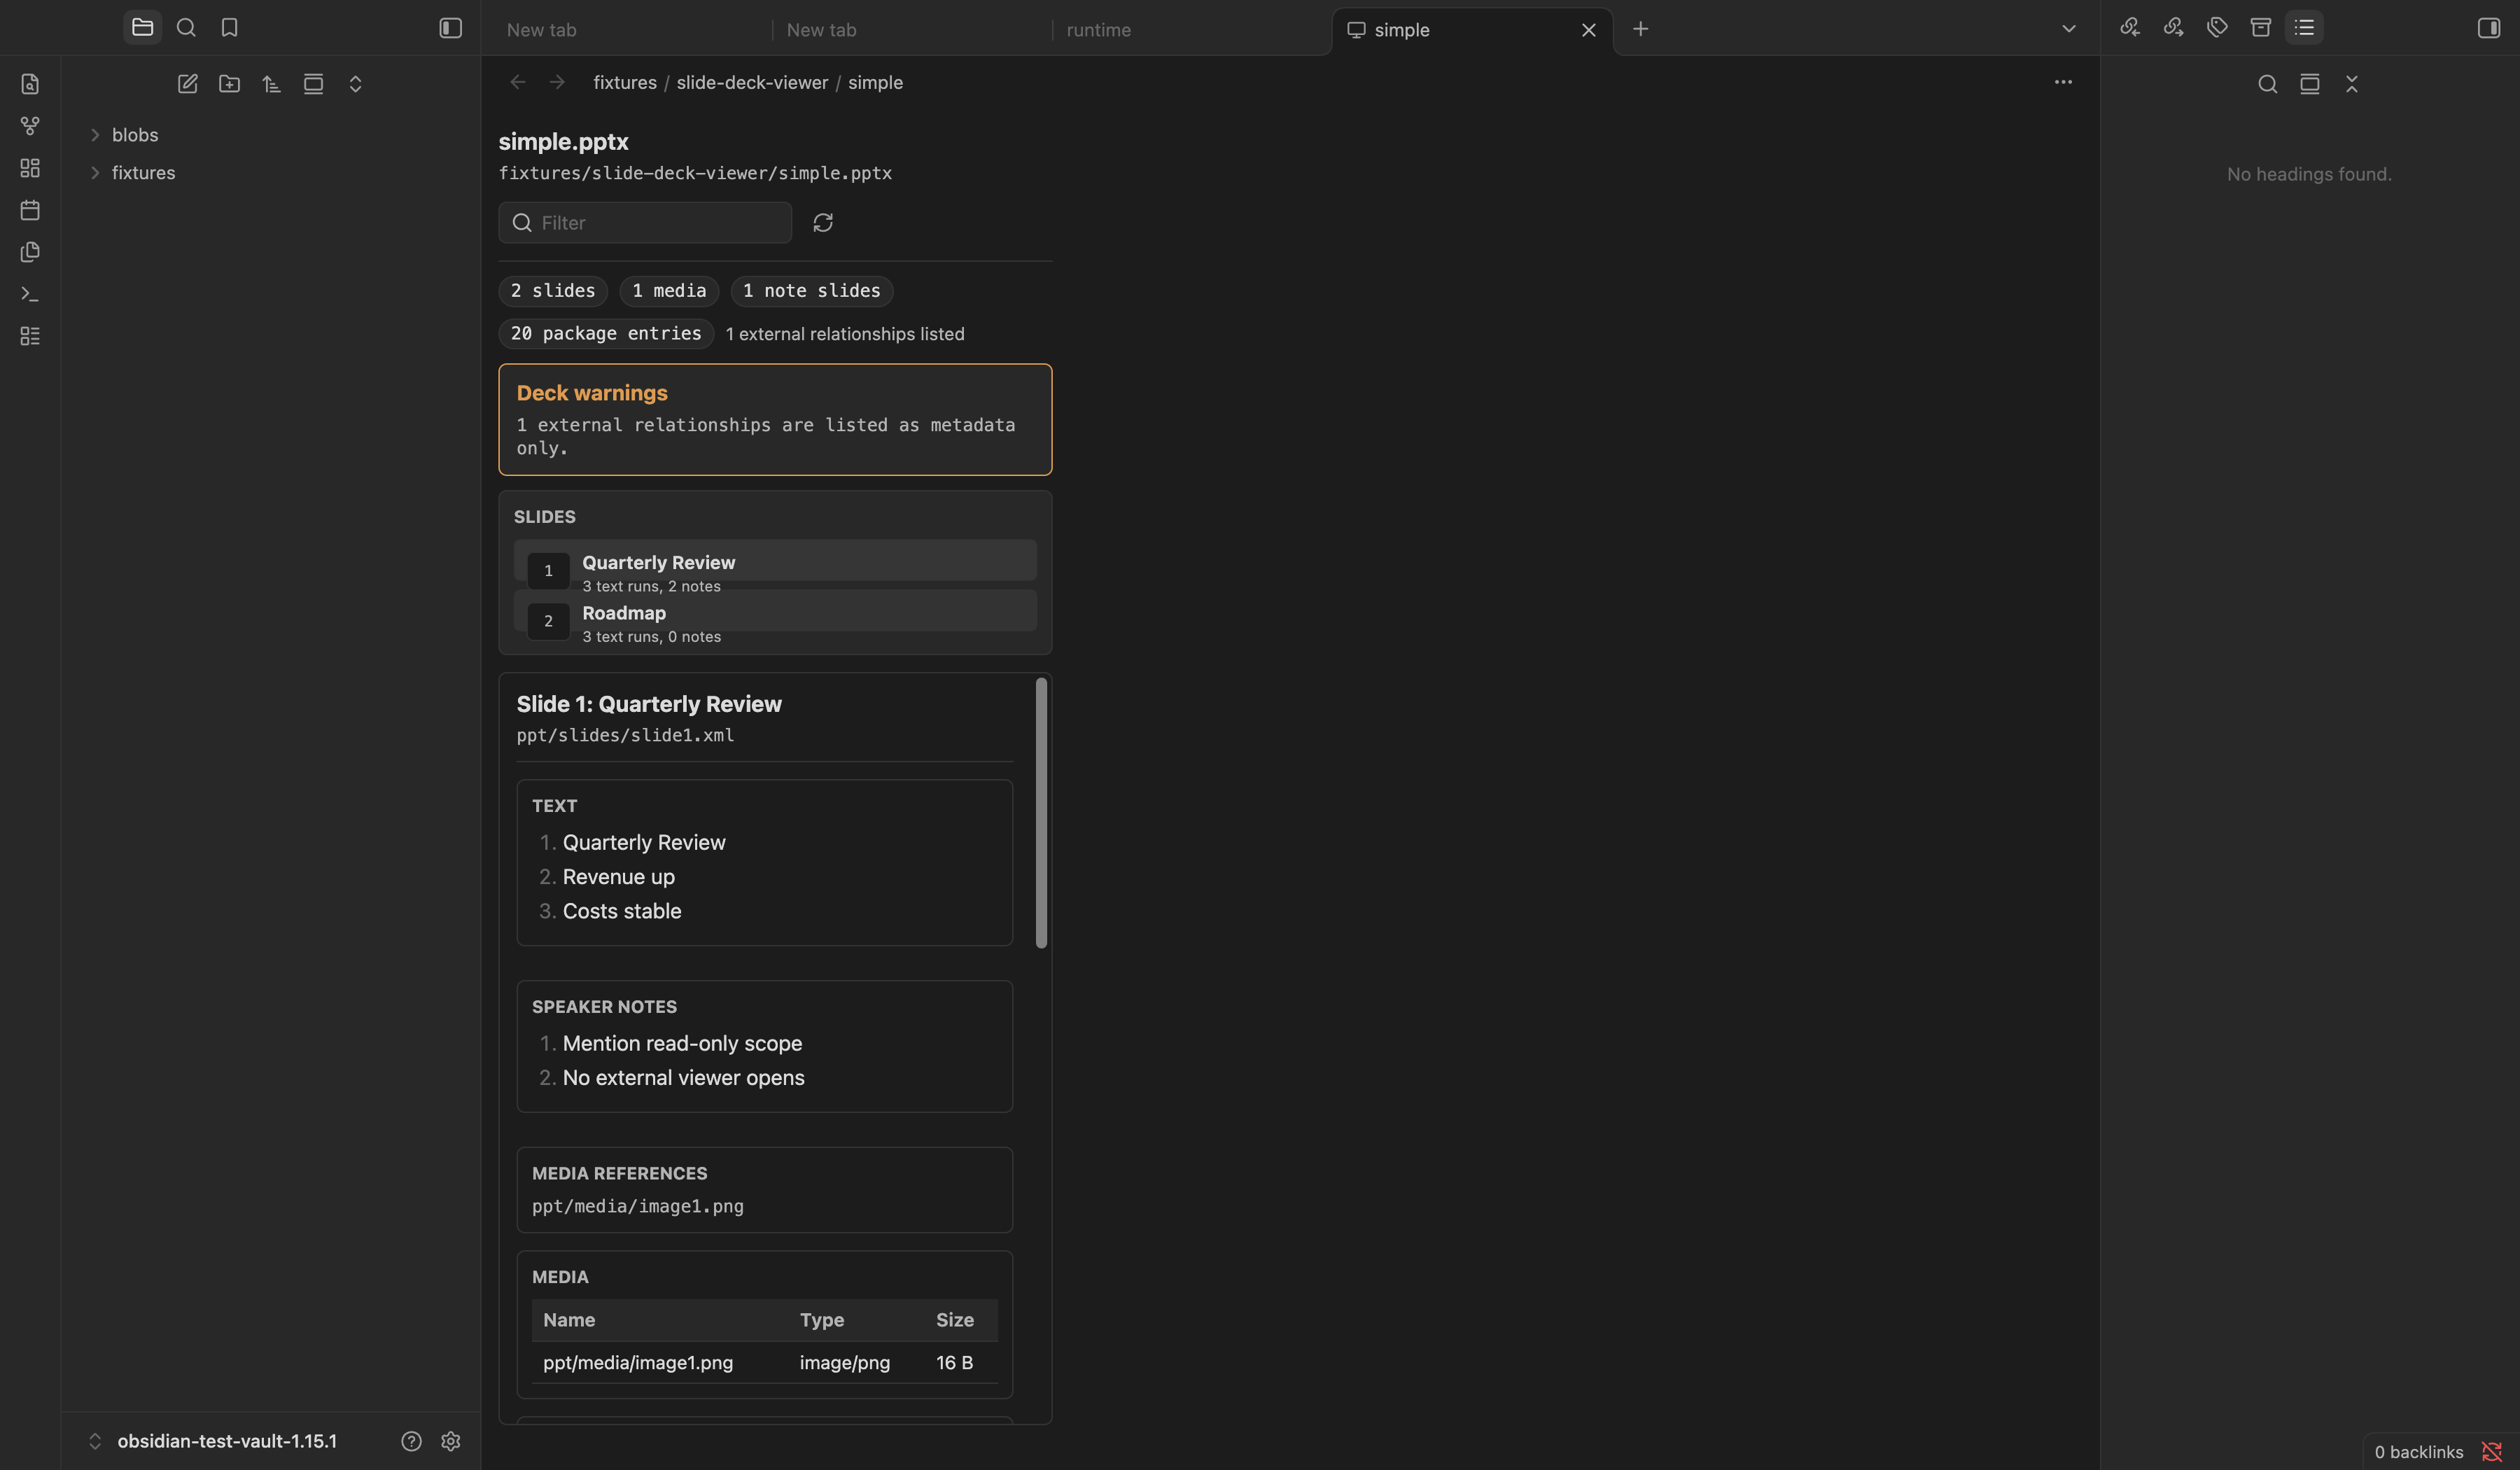 New tab
New tab
runtime
simple
fixtures / slide-deck-viewer / simple
blobs
fixtures
simple.pptx
fixtures/slide-deck-viewer/simple.pptx
Filter
2 slides
1 media
1 note slides
20 package entries
1 external relationships listed
Deck warnings
1 external relationships are listed as metadata
only.
SLIDES
1
Quarterly Review
3 text runs, 2 notes
2
Roadmap
3 text runs, 0 notes
Slide 1: Quarterly Review
ppt/slides/slide1.xml
TEXT
1. Quarterly Review
2. Revenue up
3. Costs stable
SPEAKER NOTES
1. Mention read-only scope
2. No external viewer opens
MEDIA REFERENCES
ppt/media/image1.png
MEDIA
Name Type Size
ppt/media/image1.png image/png 16 B
No headings found.
obsidian-test-vault-1.15.1
0 backlinks